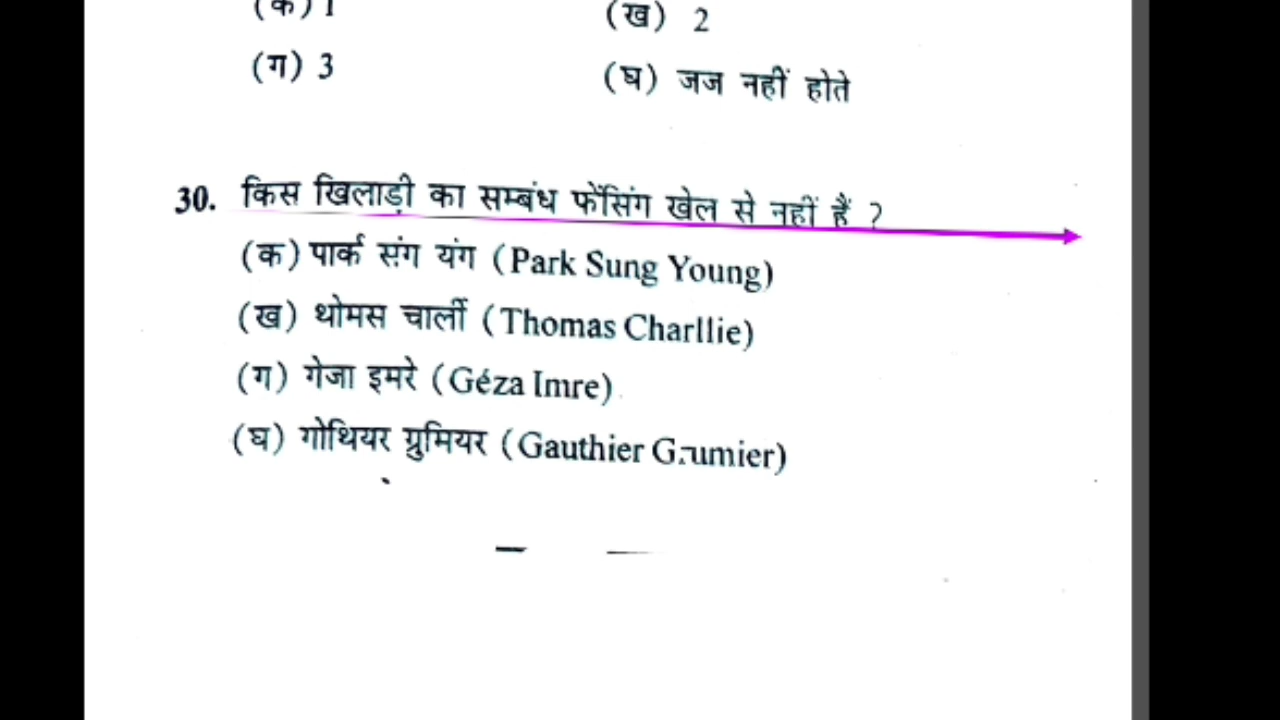 (क) 1 (ख) 2
(ग) 3 (घ) जज नहीं होते
30. किस खिलाड़ी का सम्बंध फेंसिंग खेल से नहीं हैं ?
(क) पार्क संग यंग (Park Sung Young)
(ख) थोमस चार्ली (Thomas Charllie)
(ग) गेजा इमरे (Géza Imre)
(घ) गोथियर ग्रुमियर (Gauthier Grumier)